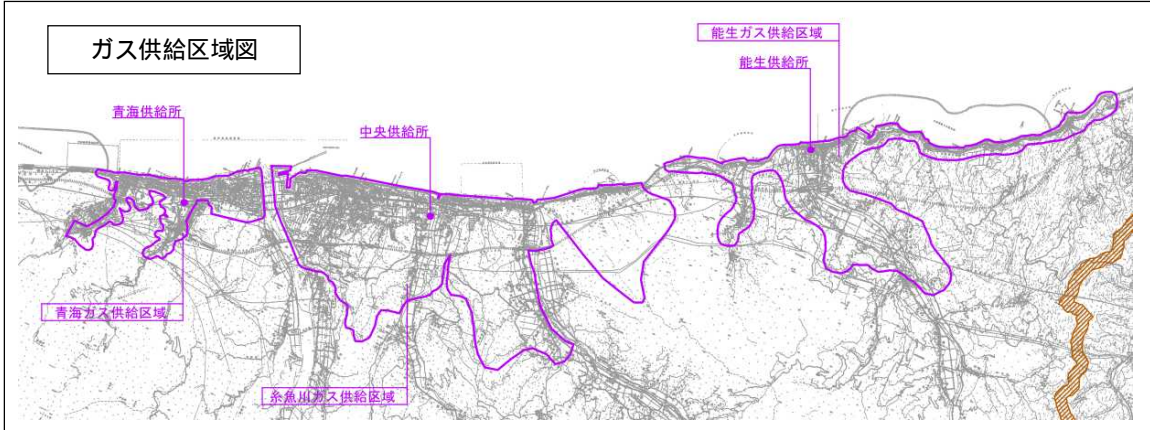 ガス供給区域図
能生ガス供給区域
能生供給所
青海供給所
中央供給所
青海ガス供給区域
糸魚川ガス供給区域